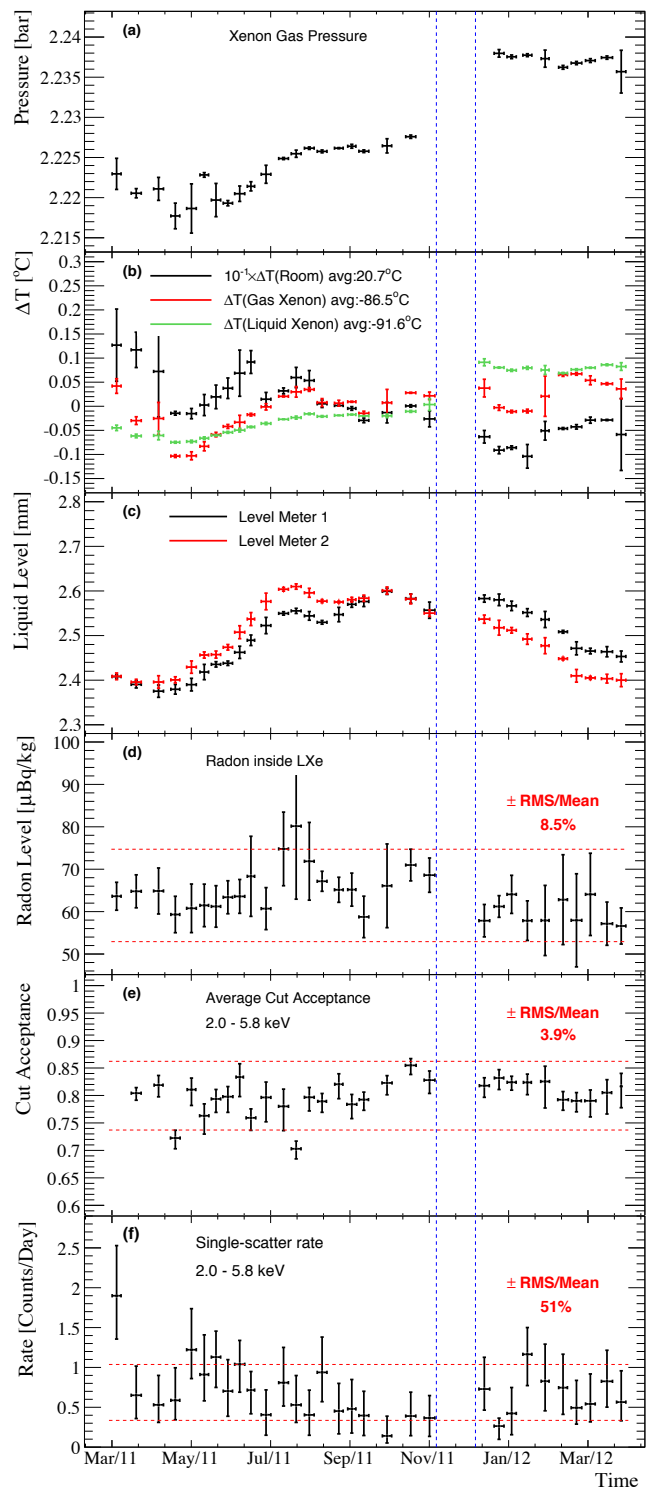 (a)
Xenon Gas Pressure
Pressure [bar]
2.24
2.235
2.23
2.225
2.22
2.215
(b)
10⁻¹×ΔT(Room) avg:20.7°C
ΔT(Gas Xenon) avg:-86.5°C
ΔT(Liquid Xenon) avg:-91.6°C
ΔT [°C]
0.3
0.25
0.2
0.15
0.1
0.05
0
-0.05
-0.1
-0.15
(c)
Level Meter 1
Level Meter 2
Liquid Level [mm]
2.8
2.7
2.6
2.5
2.4
2.3
(d)
Radon inside LXe
± RMS/Mean
8.5%
Radon Level [μBq/kg]
100
90
80
70
60
50
(e)
Average Cut Acceptance
2.0 - 5.8 keV
± RMS/Mean
3.9%
Cut Acceptance
1
0.95
0.9
0.85
0.8
0.75
0.7
0.65
0.6
(f)
Single-scatter rate
2.0 - 5.8 keV
± RMS/Mean
51%
Rate [Counts/Day]
2.5
2
1.5
1
0.5
0
Mar/11 May/11 Jul/11 Sep/11 Nov/11 Jan/12 Mar/12
Time